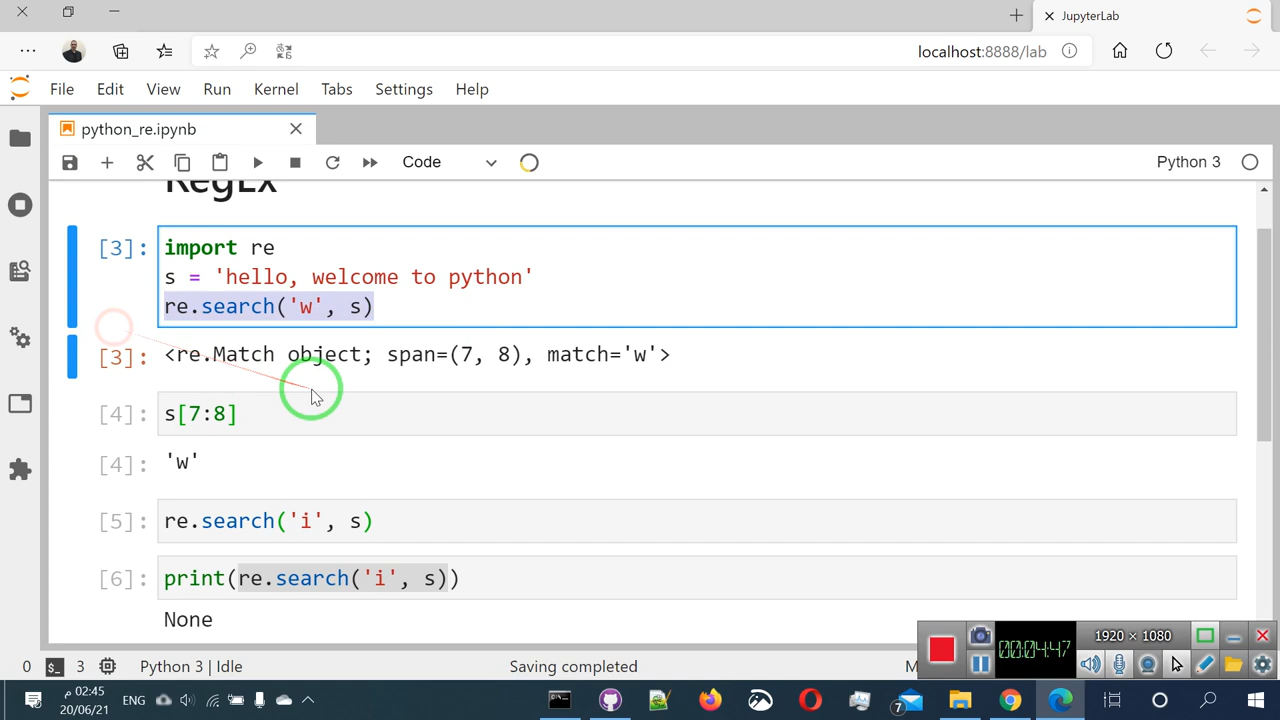 JupyterLab
localhost:8888/lab
File Edit View Run Kernel Tabs Settings Help
python_re.ipynb
Code
Python 3
RegEx
[3]: import re
s = 'hello, welcome to python'
re.search('w', s)
[3]: <re.Match object; span=(7, 8), match='w'>
[4]: s[7:8]
[4]: 'w'
[5]: re.search('i', s)
[6]: print(re.search('i', s))
None
1920 × 1080
00:04:47
0 3 Python 3 | Idle Saving completed M
02:45 م
20/06/21
ENG
7